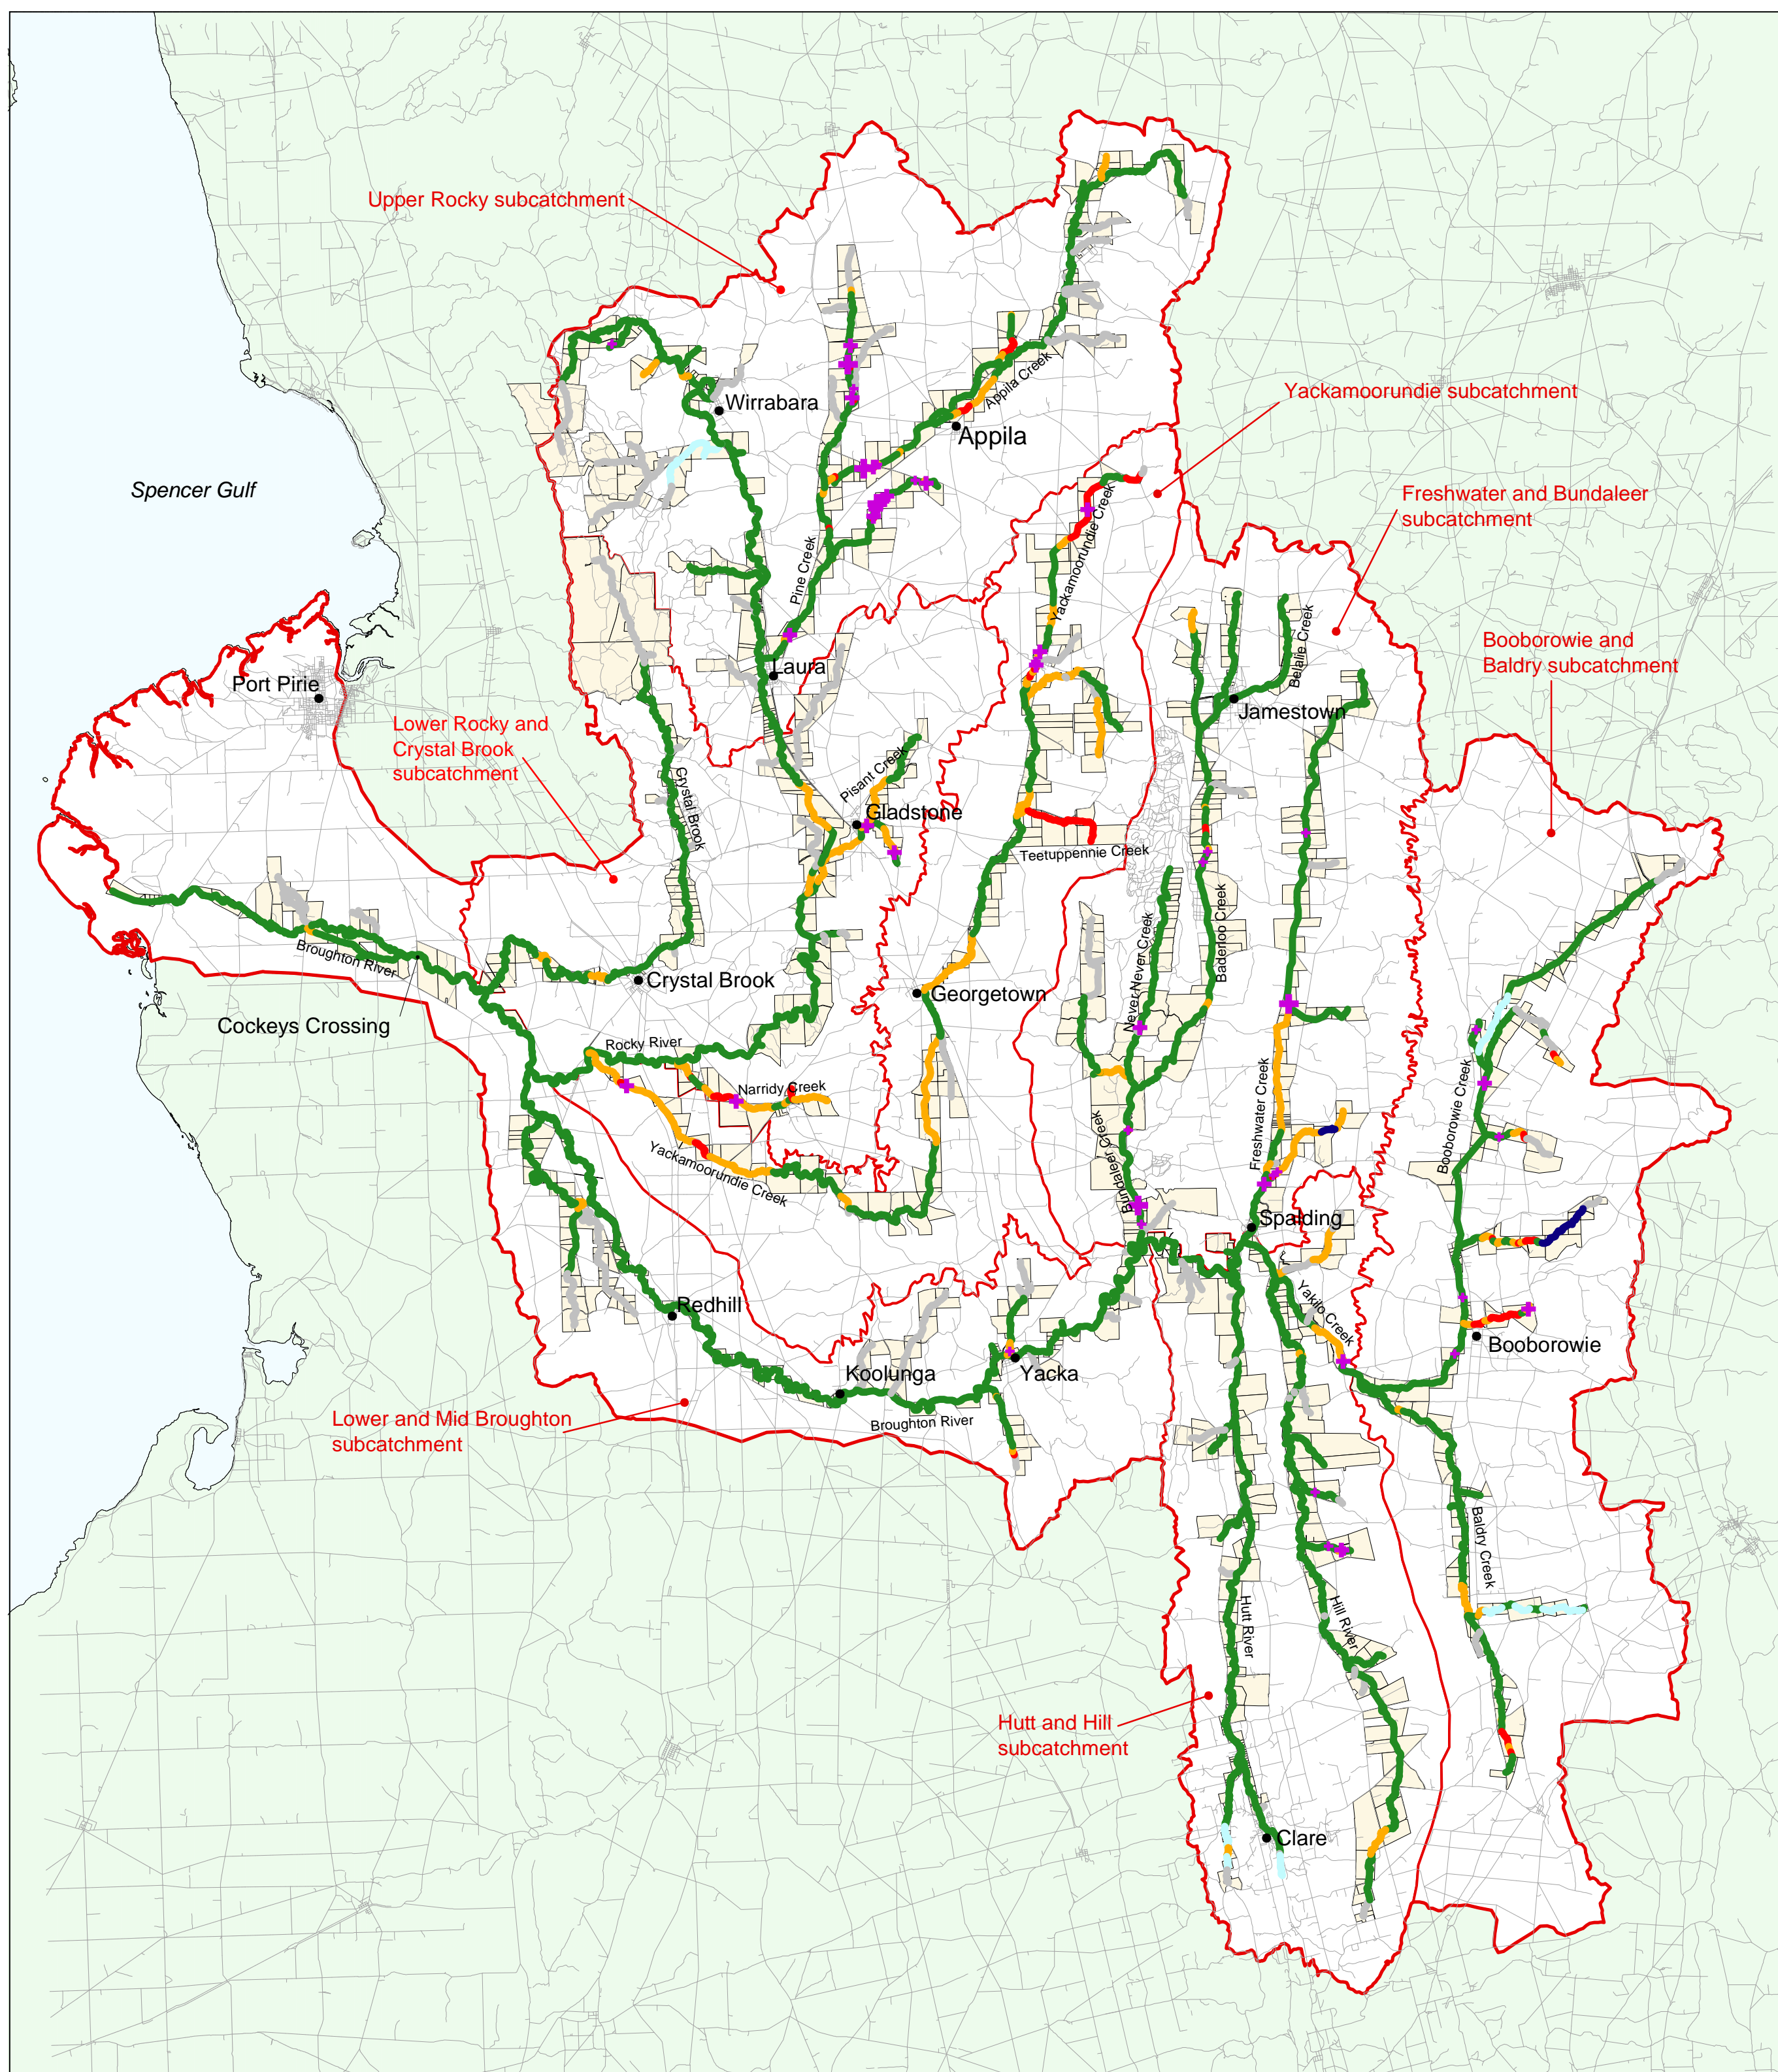 Upper Rocky subcatchment
Yackamoorundie subcatchment
Wirrabara
Appila Creek
Appila
Spencer Gulf
Yackamoorundie Creek
Freshwater and Bundaleer
subcatchment
Pine Creek
Belalie Creek
Booborowie and
Baldry subcatchment
Laura
Port Pirie
Jamestown
Lower Rocky and
Crystal Brook
subcatchment
Crystal Brook
Pisant Creek
Gladstone
Teetuppennie Creek
Never Never Creek
Baderloo Creek
Broughton River
Crystal Brook
Georgetown
Cockeys Crossing
Rocky River
Narridy Creek
Freshwater Creek
Booborowie Creek
Yackamoorundie Creek
Bundaleer Creek
Spalding
Redhill
Yakilo Creek
Booborowie
Koolunga
Yacka
Lower and Mid Broughton
subcatchment
Broughton River
Baldry Creek
Hutt River
Hill River
Hutt and Hill
subcatchment
Clare